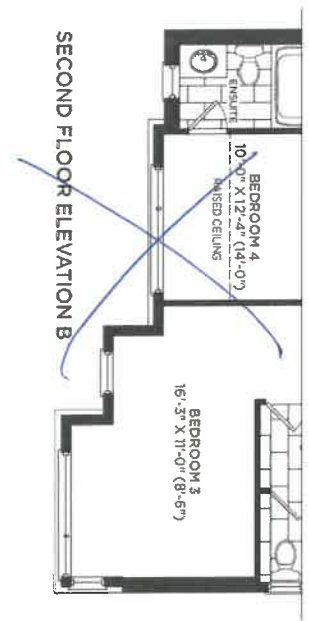 SECOND FLOOR ELEVATION B
ENSUITE
BEDROOM 4
10'-0" X 12'-4" (14'-0")
RAISED CEILING
BEDROOM 3
16'-3" X 11'-0" (8'-6")